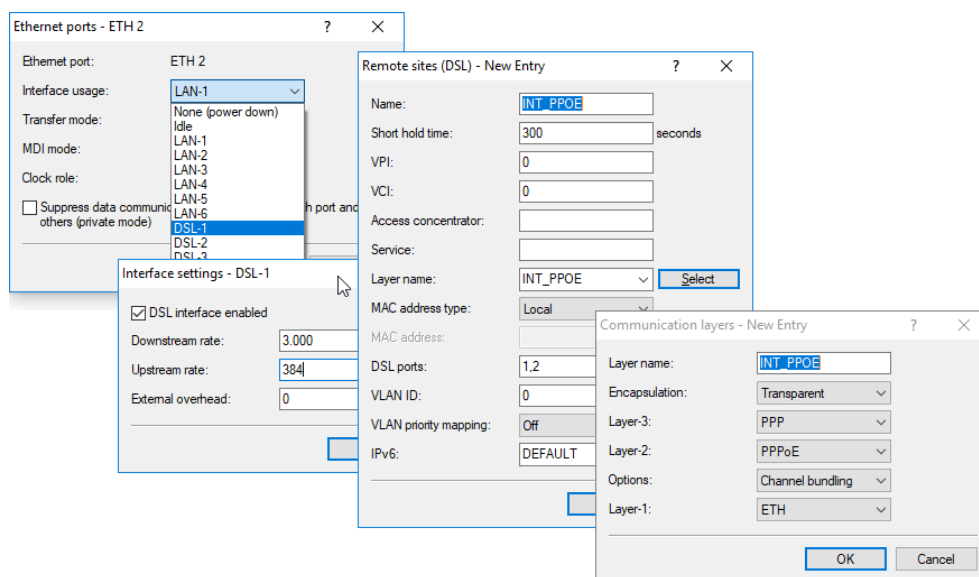 Ethernet ports - ETH 2 ?
Ethernet port: ETH 2
Interface usage: LAN-1
None (power down)
Idle
LAN-1
LAN-2
LAN-3
LAN-4
LAN-5
LAN-6
DSL-1
DSL-2
DSL-3
Transfer mode:
MDI mode:
Clock role:
Suppress data communic h port and
others (private mode)
Interface settings - DSL-1
DSL interface enabled
Downstream rate: 3.000
Upstream rate: 384
External overhead: 0
Remote sites (DSL) - New Entry ?
Name: INT_PPOE
Short hold time: 300 seconds
VPI: 0
VCI: 0
Access concentrator:
Service:
Layer name: INT_PPOE Select
MAC address type: Local
MAC address:
DSL ports: 1,2
VLAN ID: 0
VLAN priority mapping: Off
IPv6: DEFAULT
Communication layers - New Entry ?
Layer name: INT_PPOE
Encapsulation: Transparent
Layer-3: PPP
Layer-2: PPPoE
Options: Channel bundling
Layer-1: ETH
OK Cancel